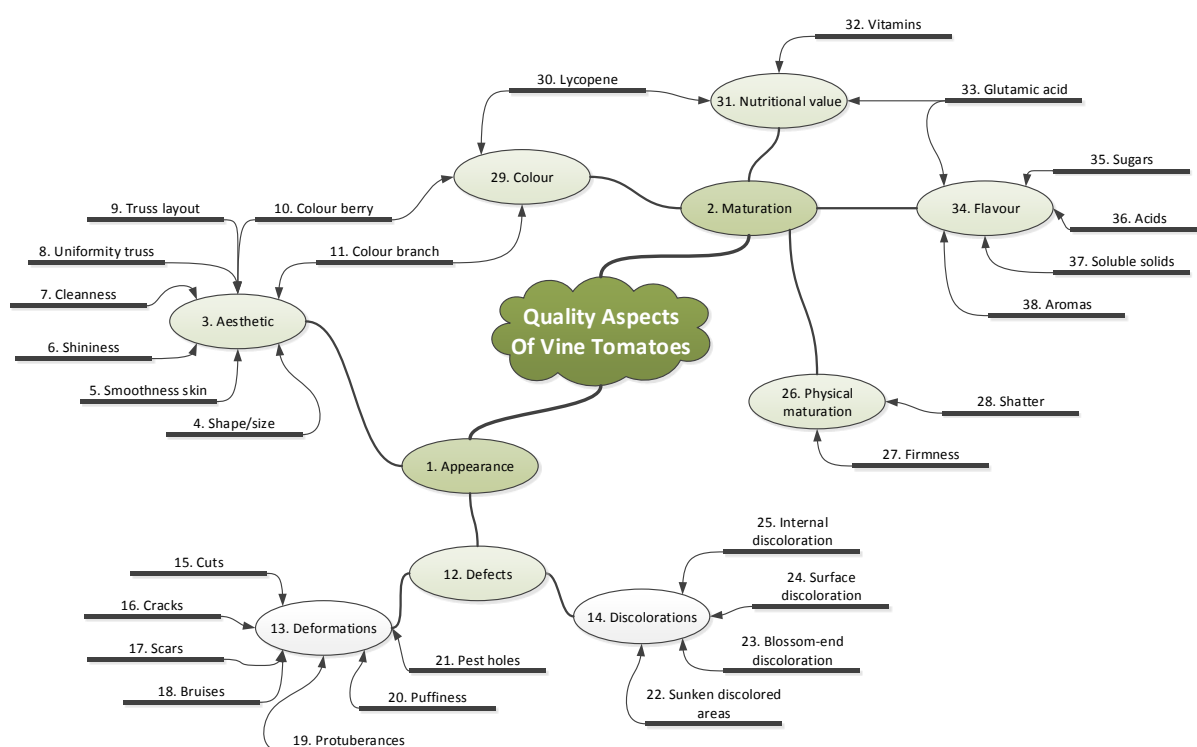 32. Vitamins
30. Lycopene
31. Nutritional value
33. Glutamic acid
29. Colour
35. Sugars
9. Truss layout
10. Colour berry
2. Maturation
34. Flavour
36. Acids
8. Uniformity truss
11. Colour branch
37. Soluble solids
7. Cleanness
38. Aromas
3. Aesthetic
Quality Aspects
Of Vine Tomatoes
6. Shininess
5. Smoothness skin
26. Physical
maturation
28. Shatter
4. Shape/size
27. Firmness
1. Appearance
25. Internal
discoloration
15. Cuts
12. Defects
24. Surface
discoloration
16. Cracks
13. Deformations
14. Discolorations
23. Blossom-end
discoloration
17. Scars
21. Pest holes
18. Bruises
20. Puffiness
22. Sunken discolored
areas
19. Protuberances